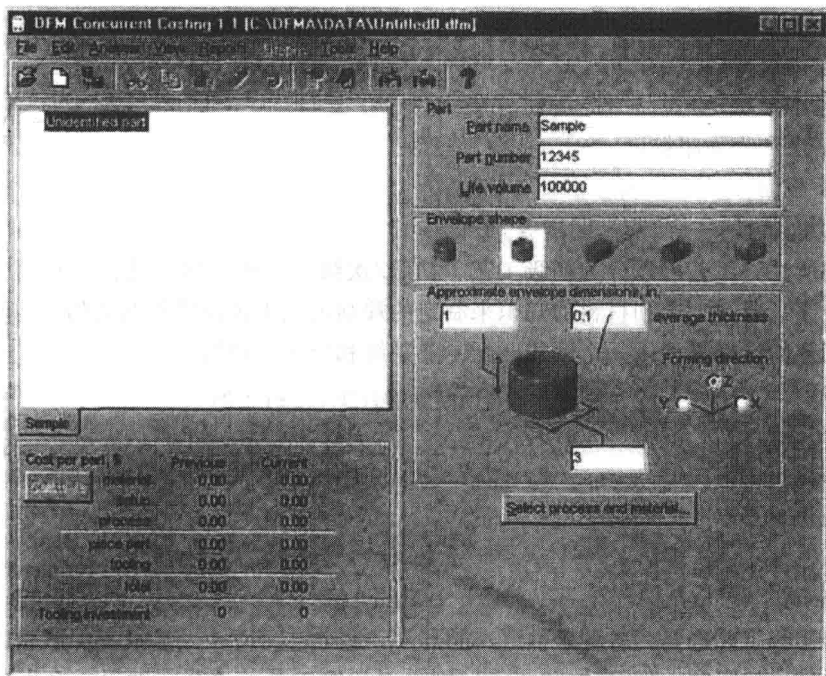 DFM Concurrent Costing 1.1 [C:\DFMA\DATA\Untitled0.dfm]
File Edit Analysis View Reports Graphs Tools Help
Unidentified part
Sample
Part
Part name Sample
Part number 12345
Life volume 100000
Envelope shape
Approximate envelope dimensions, in.
1 0.1 average thickness
Forming direction
Z
Y X
3
Select process and material...
Cost per part, $ Previous Current
material 0.00 0.00
setup 0.00 0.00
process 0.00 0.00
piece part 0.00 0.00
tooling 0.00 0.00
total 0.00 0.00
Tooling investment 0 0